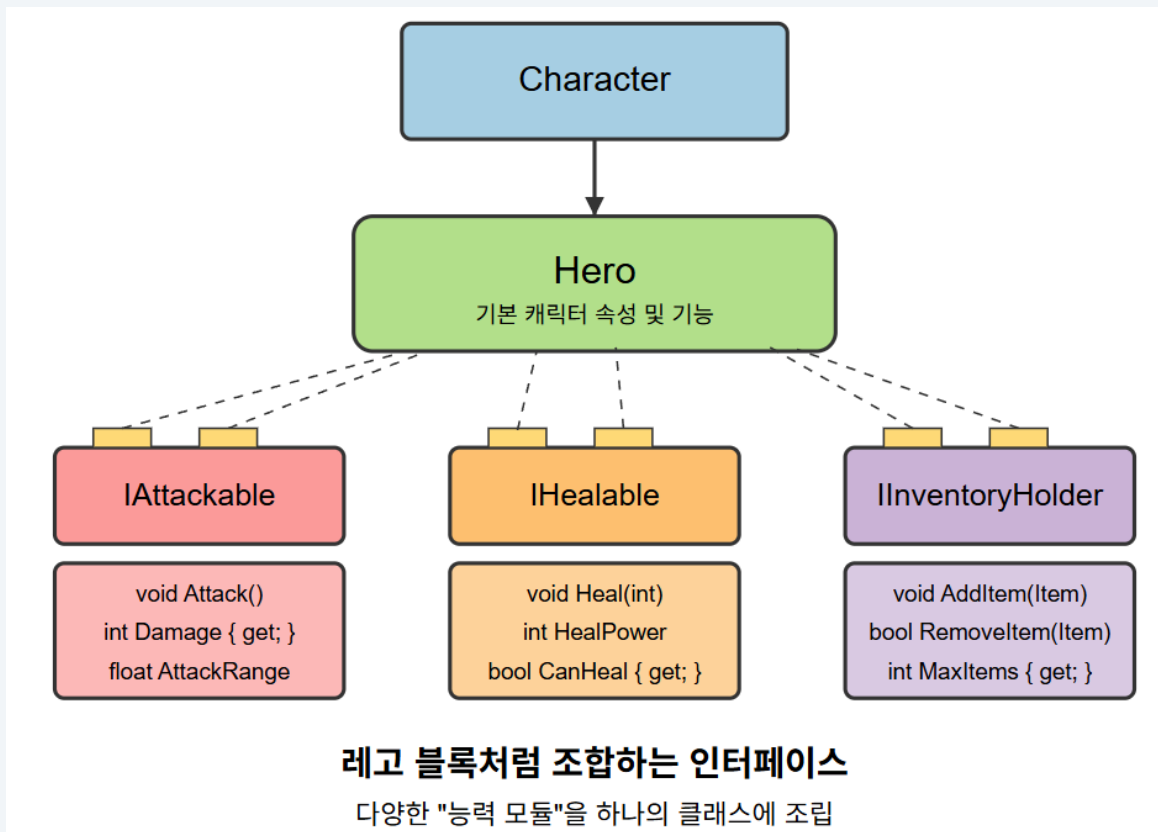 Character
Hero
기본 캐릭터 속성 및 기능
IAttackable
IHealable
IInventoryHolder
void Attack()
int Damage { get; }
float AttackRange
void Heal(int)
int HealPower
bool CanHeal { get; }
void AddItem(Item)
bool RemoveItem(Item)
int MaxItems { get; }
레고 블록처럼 조합하는 인터페이스
다양한 "능력 모듈"을 하나의 클래스에 조립